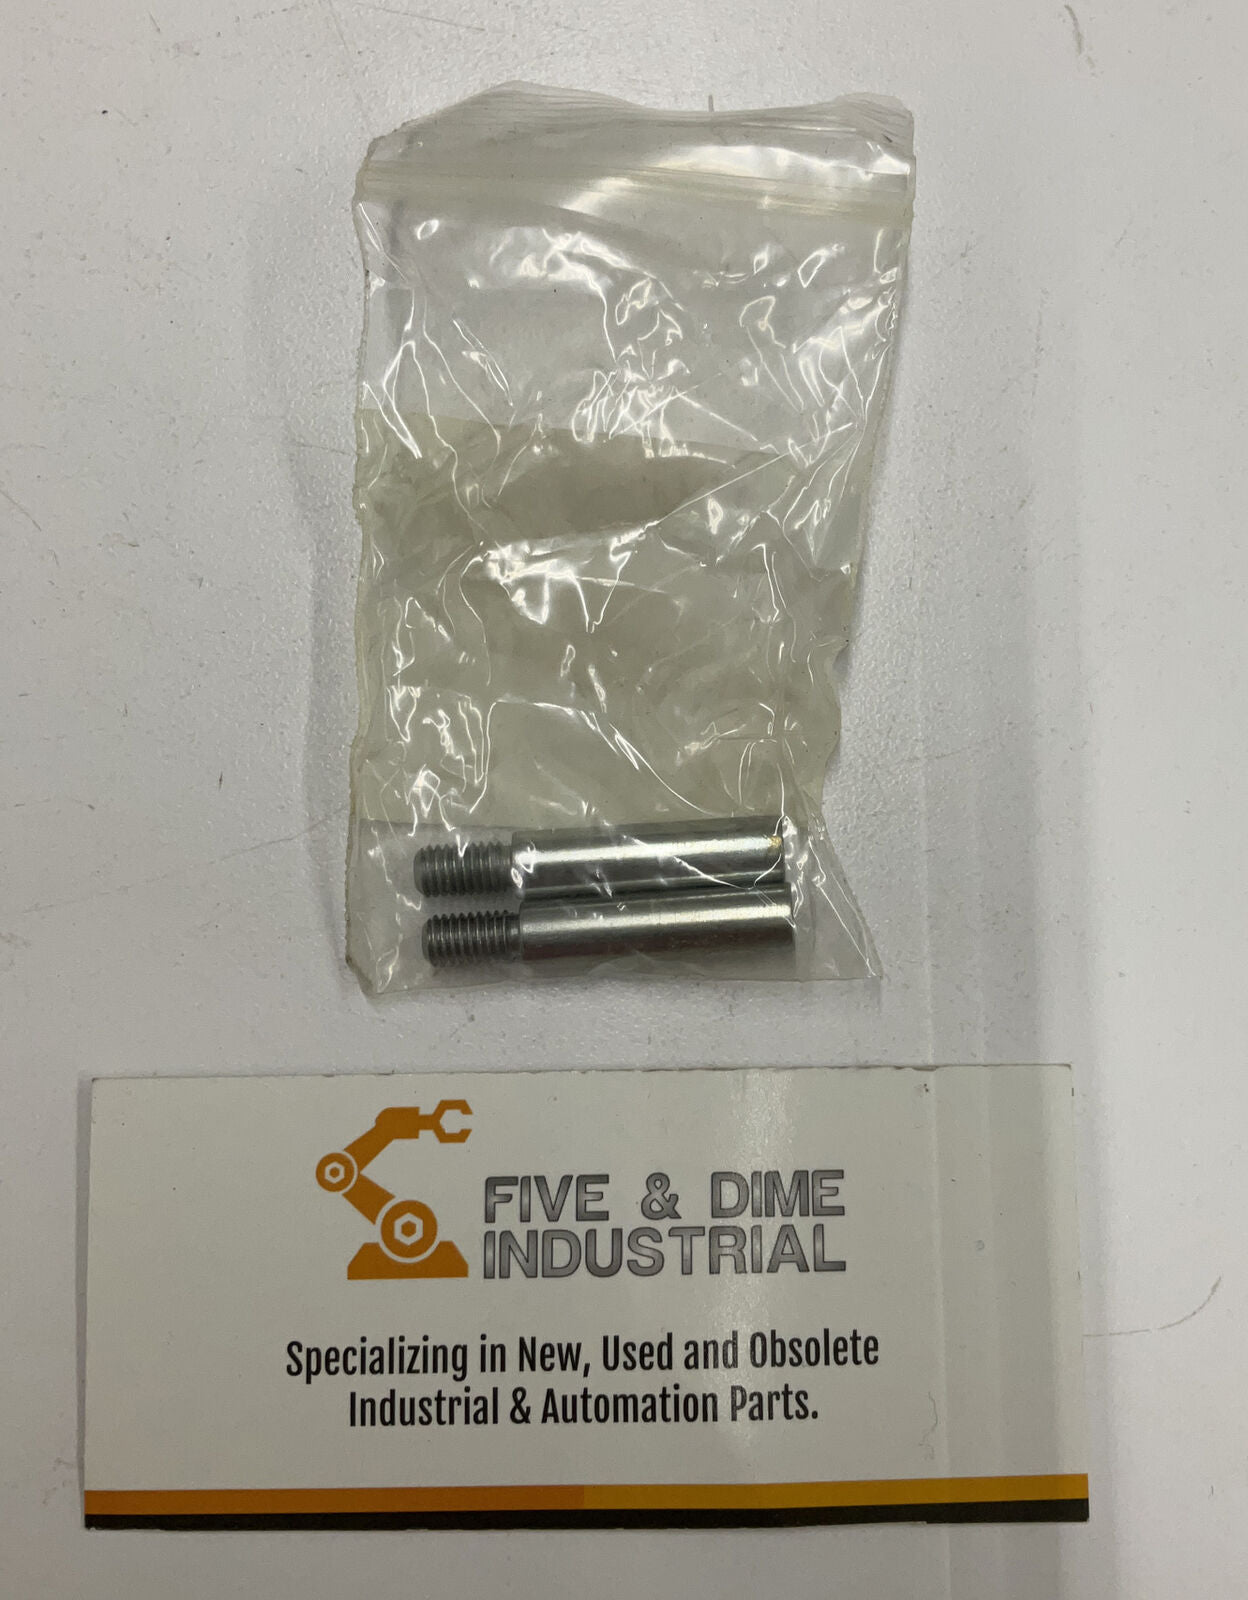 FIVE & DIME
INDUSTRIAL
Specializing in New, Used and Obsolete
Industrial & Automation Parts.